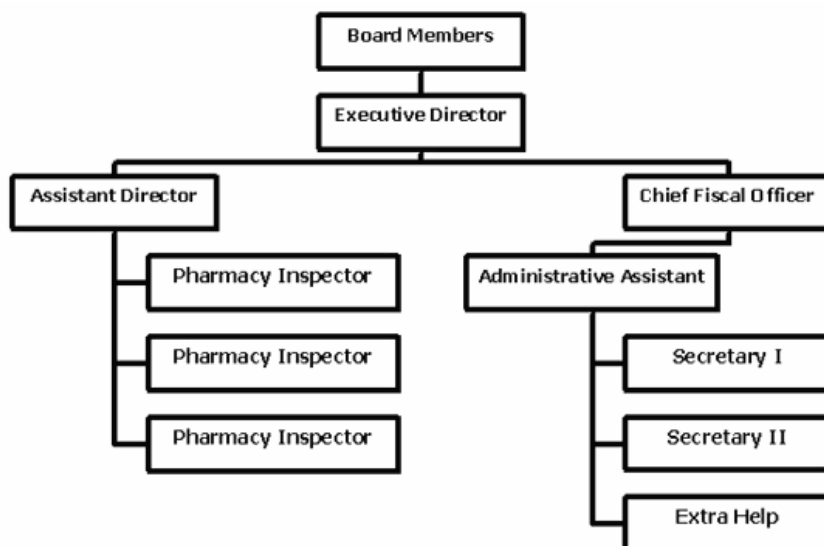 Board Members
Executive Director
Assistant Director
Chief Fiscal Officer
Pharmacy Inspector
Administrative Assistant
Pharmacy Inspector
Secretary I
Pharmacy Inspector
Secretary II
Extra Help